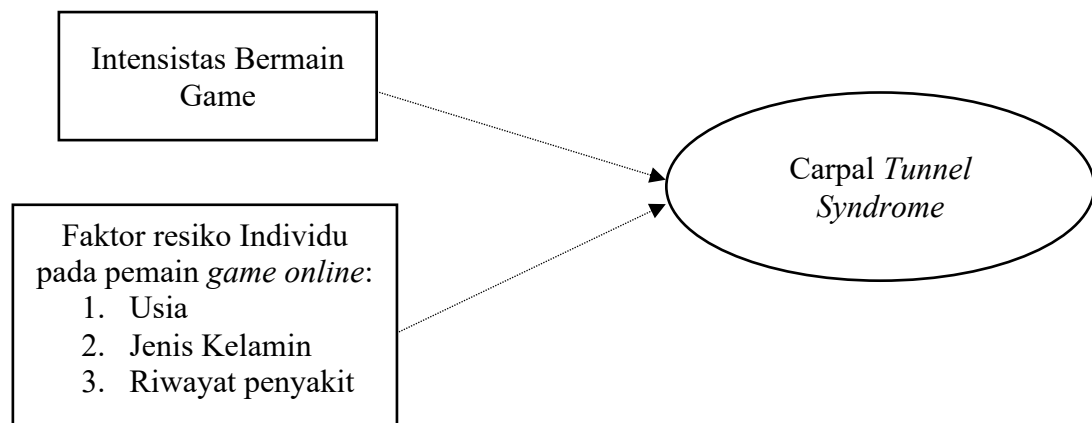 Intensistas Bermain
Game
Faktor resiko Individu
pada pemain game online:
1. Usia
2. Jenis Kelamin
3. Riwayat penyakit
Carpal Tunnel
Syndrome